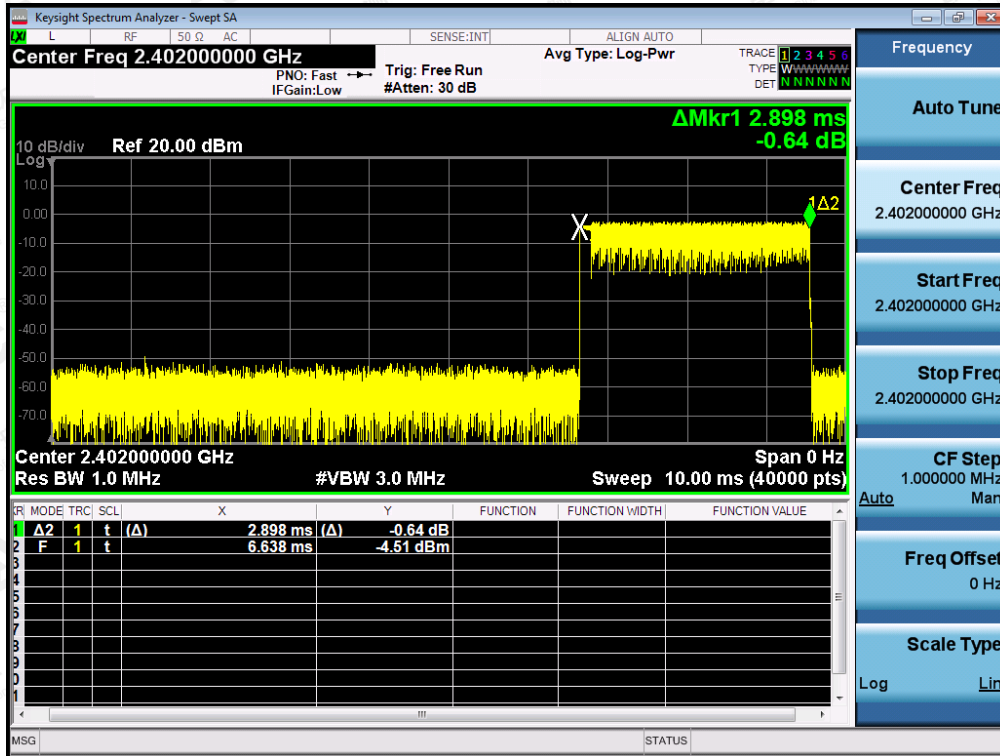 Keysight Spectrum Analyzer - Swept SA
LXI L RF 50 Ω AC SENSE:INT ALIGN AUTO
Center Freq 2.402000000 GHz
PNO: Fast
IFGain:Low
Trig: Free Run
#Atten: 30 dB
Avg Type: Log-Pwr
TRACE 1 2 3 4 5 6
TYPE W W W W W W
DET N N N N N N
ΔMkr1 2.898 ms
-0.64 dB
10 dB/div Ref 20.00 dBm
Log
10.0
0.00
-10.0
-20.0
-30.0
-40.0
-50.0
-60.0
-70.0
X
1Δ2
Center 2.402000000 GHz Span 0 Hz
Res BW 1.0 MHz #VBW 3.0 MHz Sweep 10.00 ms (40000 pts)
MODE TRC SCL X Y FUNCTION FUNCTION WIDTH FUNCTION VALUE
1 Δ2 1 t (Δ) 2.898 ms (Δ) -0.64 dB
2 F 1 t 6.638 ms -4.51 dBm
3
4
5
6
7
8
9
0
1
MSG STATUS
Frequency
Auto Tune
Center Freq
2.402000000 GHz
Start Freq
2.402000000 GHz
Stop Freq
2.402000000 GHz
CF Step
1.000000 MHz
Auto Man
Freq Offset
0 Hz
Scale Type
Log Lin